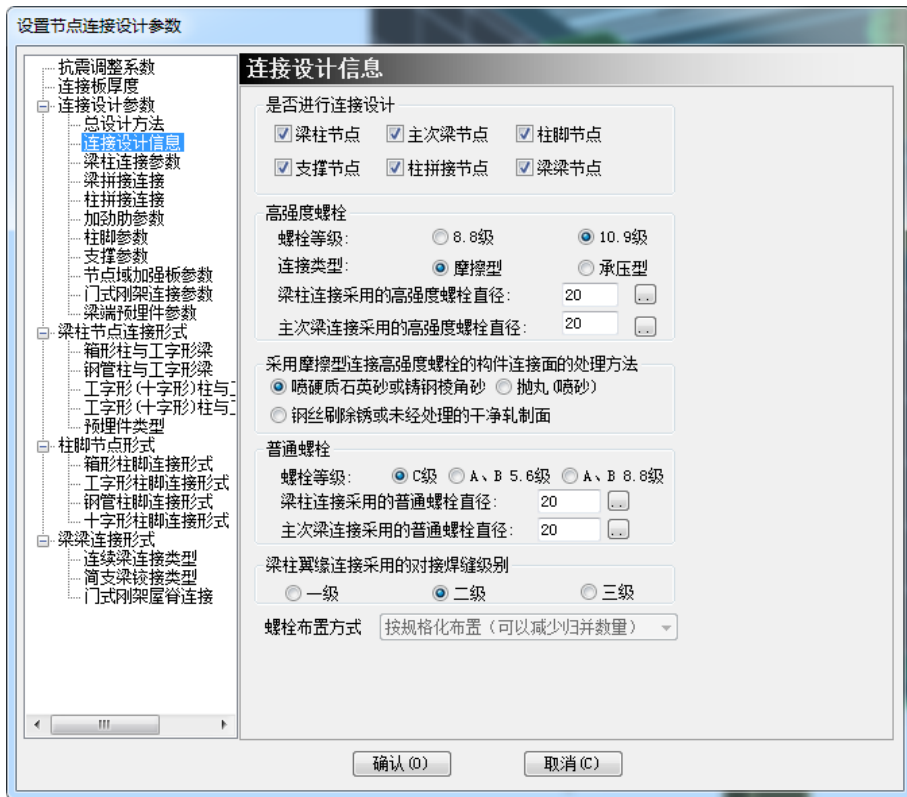 设置节点连接设计参数
抗震调整系数
连接板厚度
连接设计参数
总设计方法
连接设计信息
梁柱连接参数
梁拼接连接
柱拼接连接
加劲肋参数
柱脚参数
支撑参数
节点域加强板参数
门式刚架连接参数
梁端预埋件参数
梁柱节点连接形式
箱形柱与工字形梁
钢管柱与工字形梁
工字形(十字形)柱与工
工字形(十字形)柱与工
预埋件类型
柱脚节点形式
箱形柱脚连接形式
工字形柱脚连接形式
钢管柱脚连接形式
十字形柱脚连接形式
梁梁连接形式
连续梁连接类型
简支梁铰接类型
门式刚架屋脊连接
连接设计信息
是否进行连接设计
梁柱节点 主次梁节点 柱脚节点
支撑节点 柱拼接节点 梁梁节点
高强度螺栓
螺栓等级: 8.8级 10.9级
连接类型: 摩擦型 承压型
梁柱连接采用的高强度螺栓直径: 20 ..
主次梁连接采用的高强度螺栓直径: 20 ..
采用摩擦型连接高强度螺栓的构件连接面的处理方法
喷硬质石英砂或铸钢棱角砂 抛丸(喷砂)
钢丝刷除锈或未经处理的干净轧制面
普通螺栓
螺栓等级: C级 A、B 5.6级 A、B 8.8级
梁柱连接采用的普通螺栓直径: 20 ..
主次梁连接采用的普通螺栓直径: 20 ..
梁柱翼缘连接采用的对接焊缝级别
一级 二级 三级
螺栓布置方式 按规格化布置(可以减少归并数量)
确认(O) 取消(C)